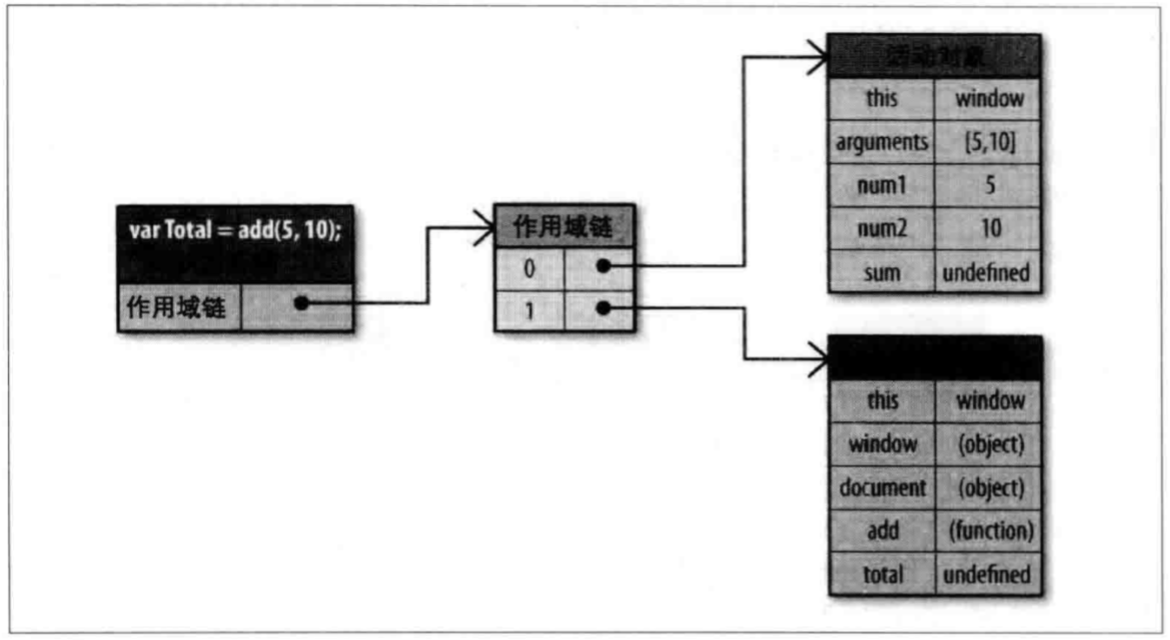 var Total = add(5, 10);
作用域链
作用域链
0
1
活动对象
this window
arguments [5,10]
num1 5
num2 10
sum undefined
this window
window (object)
document (object)
add (function)
total undefined